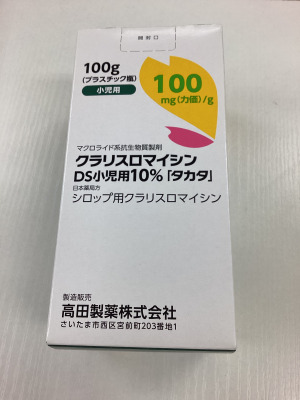 開封口
100g
(プラスチック瓶)
小児用
100
mg(力価)/g
マクロライド系抗生物質製剤
クラリスロマイシン
DS小児用10%「タカタ」
日本薬局方
シロップ用クラリスロマイシン
製造販売
高田製薬株式会社
さいたま市西区宮前町203番地1